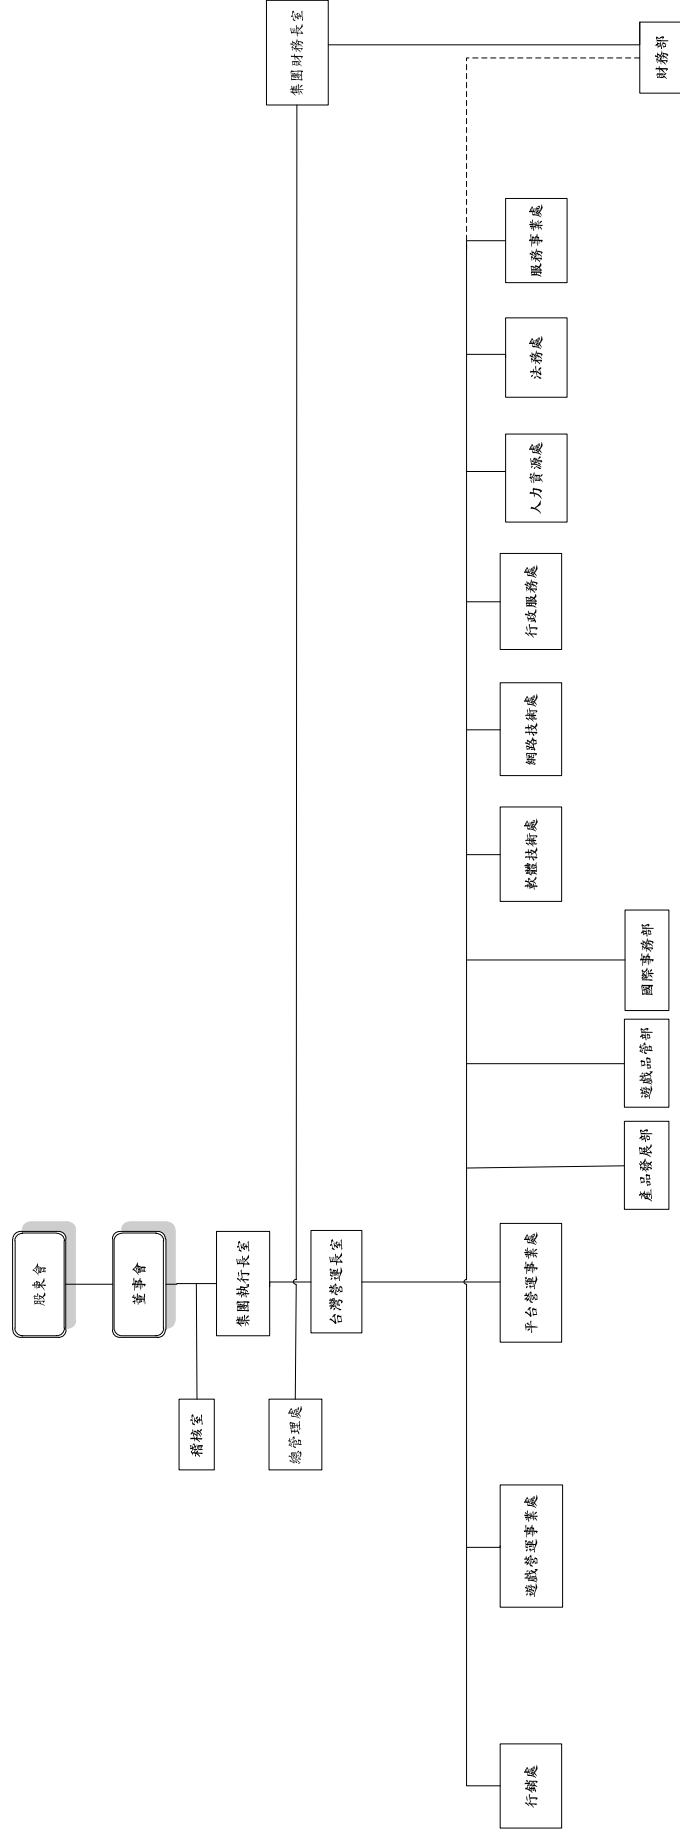 股東會
董事會
稽核室
集團執行長室
總管理處
集團財務長室
台灣營運長室
行銷處
遊戲營運事業處
平台營運事業處
產品發展部
遊戲品管部
國際事務部
軟體技術處
網路技術處
行政服務處
人力資源處
法務處
服務事業處
財務部